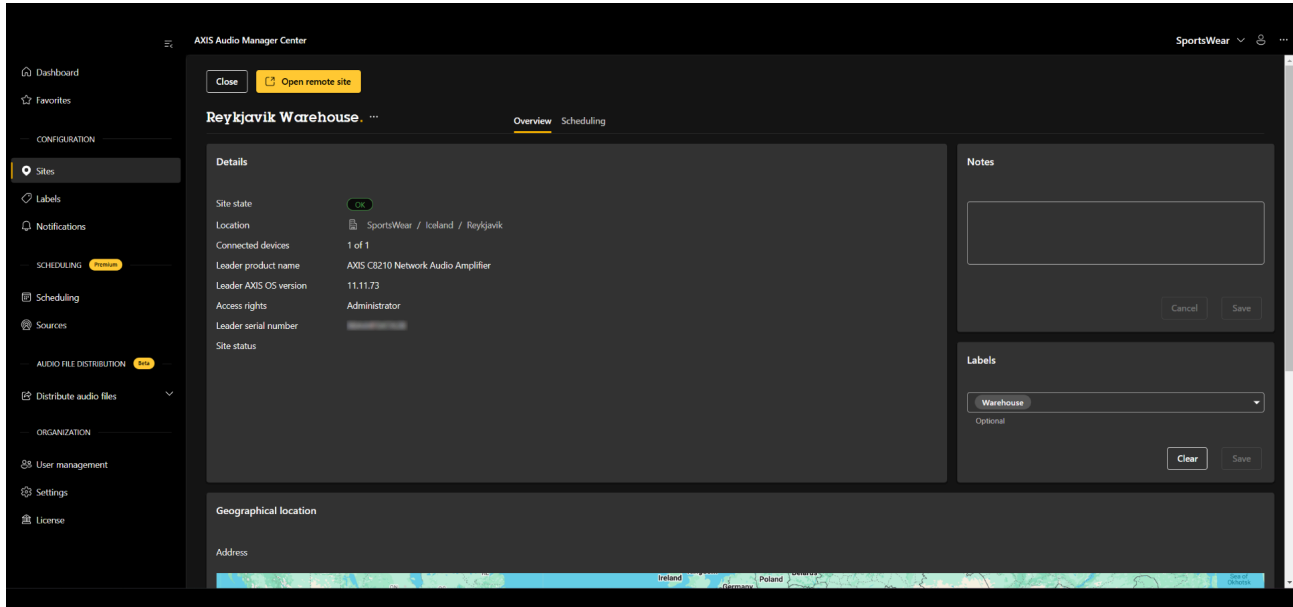 AXIS Audio Manager Center
SportsWear
Dashboard
Favorites
CONFIGURATION
Sites
Labels
Notifications
SCHEDULING Premium
Scheduling
Sources
AUDIO FILE DISTRIBUTION Beta
Distribute audio files
ORGANIZATION
User management
Settings
License
Close
Open remote site
Reykjavik Warehouse. ...
Overview Scheduling
Details
Site state OK
Location SportsWear / Iceland / Reykjavik
Connected devices 1 of 1
Leader product name AXIS C8210 Network Audio Amplifier
Leader AXIS OS version 11.11.73
Access rights Administrator
Leader serial number
Site status
Notes
Cancel Save
Labels
Warehouse
Optional
Clear Save
Geographical location
Address
Ireland
Poland
Germany
Belarus
Sea of
Okhotsk